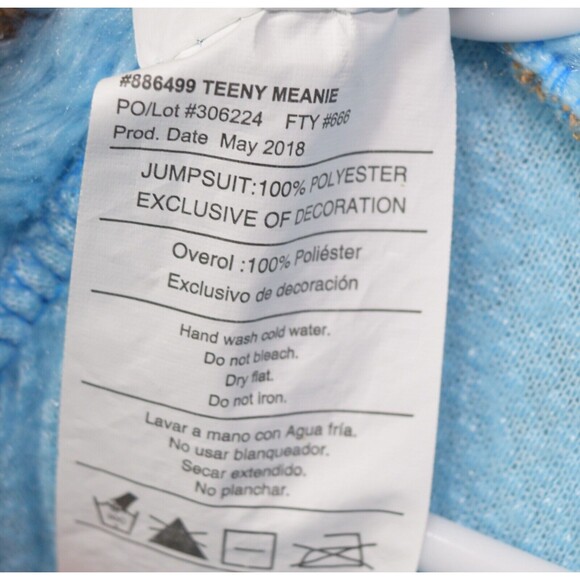 #886499 TEENY MEANIE
PO/Lot #306224 FTY #666
Prod. Date May 2018
JUMPSUIT:100% POLYESTER
EXCLUSIVE OF DECORATION
Overol :100% Poliéster
Exclusivo de decoración
Hand wash cold water.
Do not bleach.
Dry flat.
Do not iron.
Lavar a mano con Agua fría.
No usar blanqueador.
Secar extendido.
No planchar.